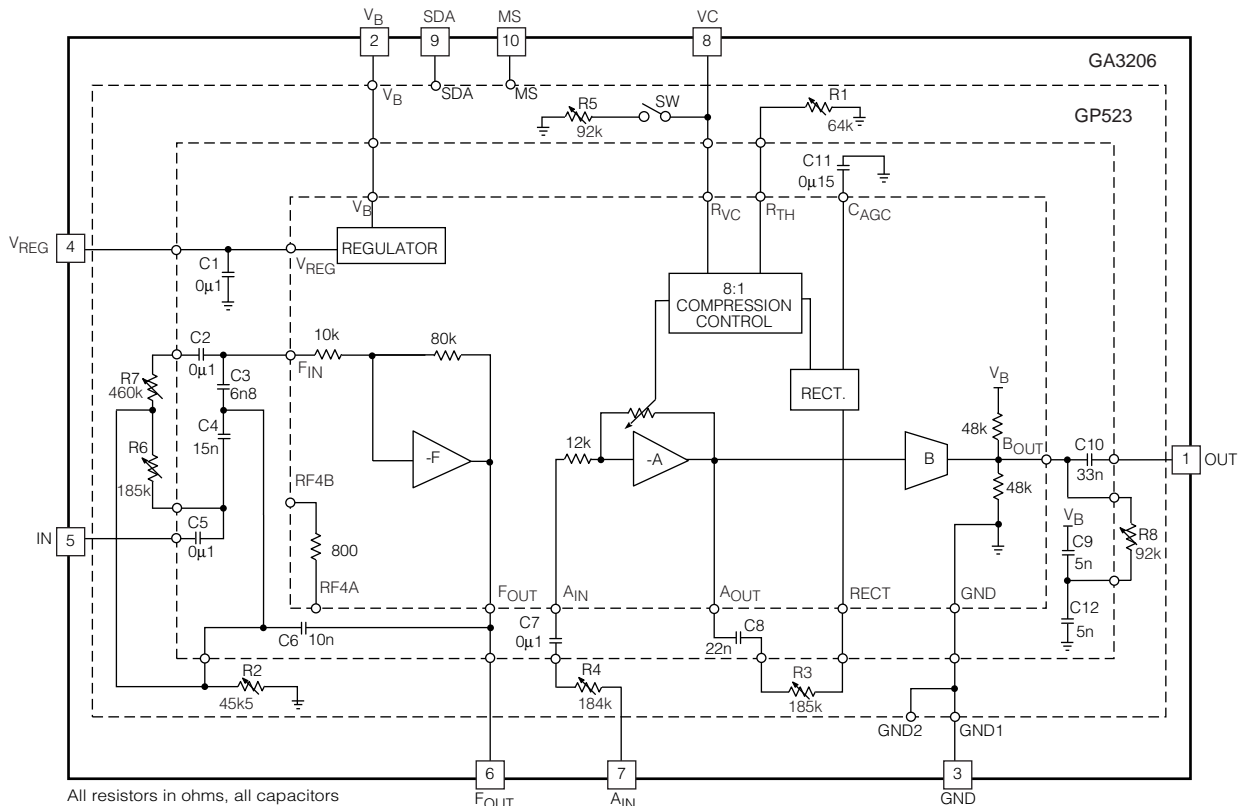 VB SDA MS VC
2 9 10 8
GA3206
VB SDA MS
R5 SW R1
92k 64k
GP523
C11
0µ15
VB RVC RTH CAGC
VREG 4
REGULATOR
C1 VREG
0µ1
8:1
COMPRESSION
CONTROL
C2 10k 80k
0µ1 FIN
R7 C3
460k 6n8
RECT.
C4
15n
R6
185k
VB
12k 48k
-F -A B BOUT C10
33n
1 OUT
RF4B
48k
IN 5 C5
0µ1
800
VB
C9 R8
5n 92k
RF4A FOUT AIN AOUT RECT GND
C12
5n
C6 10n C7 C8
0µ1 22n
R2 R4 R3
45k5 184k 185k
GND2 GND1
6 7 3
All resistors in ohms, all capacitors
FOUT AIN GND